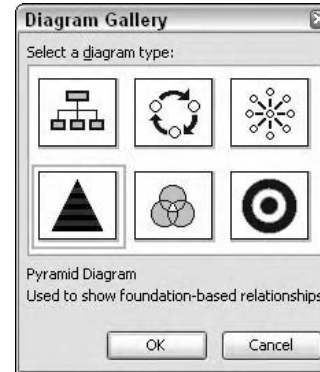 Diagram Gallery
Select a diagram type:
Pyramid Diagram
Used to show foundation-based relationships
OK
Cancel